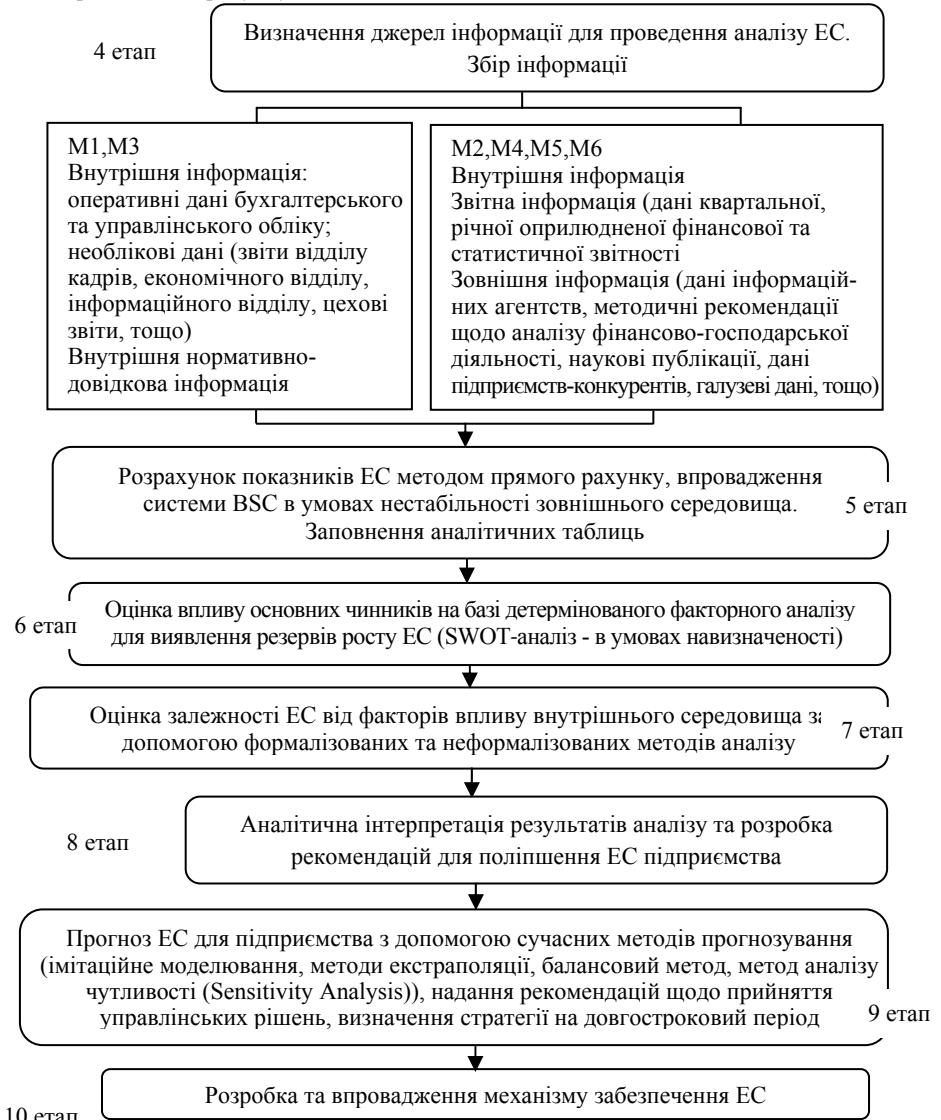 4 етап
Визначення джерел інформації для проведення аналізу ЕС.
Збір інформації
М1,М3
Внутрішня інформація:
оперативні дані бухгалтерського
та управлінського обліку;
необлікові дані (звіти відділу
кадрів, економічного відділу,
інформаційного відділу, цехові
звіти, тощо)
Внутрішня нормативно-
довідкова інформація
М2,М4,М5,М6
Внутрішня інформація
Звітна інформація (дані квартальної,
річної оприлюдненої фінансової та
статистичної звітності
Зовнішня інформація (дані інформацій-
них агентств, методичні рекомендації
щодо аналізу фінансово-господарської
діяльності, наукові публікації, дані
підприємств-конкурентів, галузеві дані, тощо)
Розрахунок показників ЕС методом прямого рахунку, впровадження
системи BSC в умовах нестабільності зовнішнього середовища.
Заповнення аналітичних таблиць
5 етап
6 етап
Оцінка впливу основних чинників на базі детермінованого факторного аналізу
для виявлення резервів росту ЕС (SWOT-аналіз - в умовах навизначеності)
Оцінка залежності ЕС від факторів впливу внутрішнього середовища за
допомогою формалізованих та неформалізованих методів аналізу
7 етап
8 етап
Аналітична інтерпретація результатів аналізу та розробка
рекомендацій для поліпшення ЕС підприємства
Прогноз ЕС для підприємства з допомогою сучасних методів прогнозування
(імітаційне моделювання, методи екстраполяції, балансовий метод, метод аналізу
чутливості (Sensitivity Analysis)), надання рекомендацій щодо прийняття
управлінських рішень, визначення стратегії на довгостроковий період
9 етап
Розробка та впровадження механізму забезпечення ЕС
10 етап